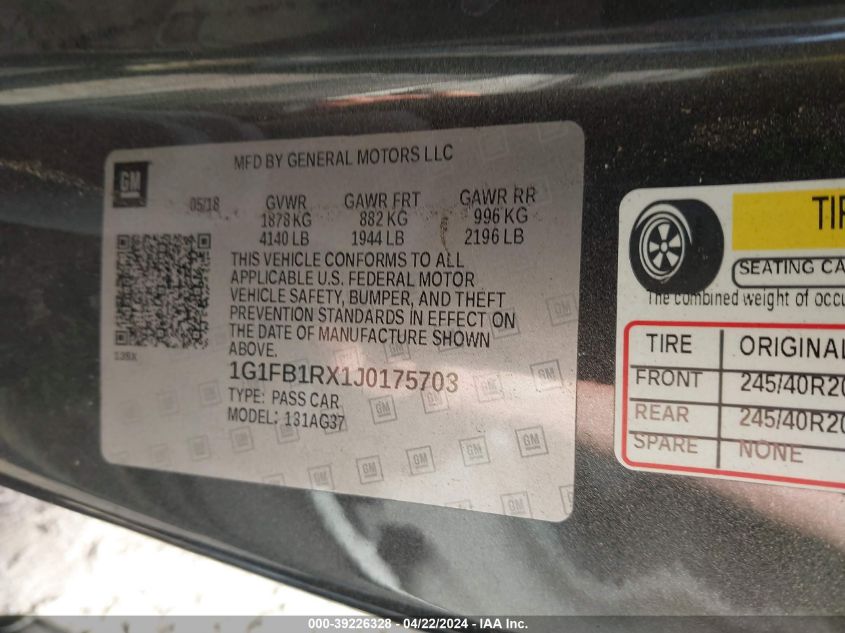 GM
MFD BY GENERAL MOTORS LLC
05/18 GVWR GAWR FRT GAWR RR
1878 KG 882 KG 996 KG
4140 LB 1944 LB 2196 LB
THIS VEHICLE CONFORMS TO ALL
APPLICABLE U.S. FEDERAL MOTOR
VEHICLE SAFETY, BUMPER, AND THEFT
PREVENTION STANDARDS IN EFFECT ON
THE DATE OF MANUFACTURE SHOWN
ABOVE.
1G1FB1RX1J0175703
TYPE: PASS CAR
MODEL: 131AG37
TIR
SEATING CA
The combined weight of occu
TIRE ORIGINAL
FRONT 245/40R20
REAR 245/40R20
SPARE NONE
000-39226328 - 04/22/2024 - IAA Inc.